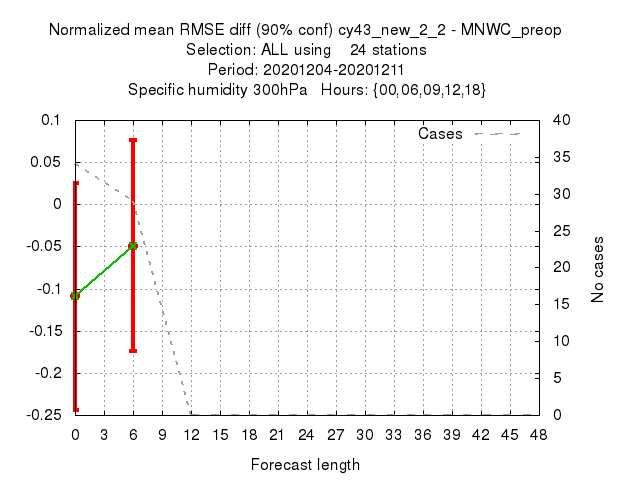 Normalized mean RMSE diff (90% conf) cy43_new_2_2 - MNWC_preop
Selection: ALL using 24 stations
Period: 20201204-20201211
Specific humidity 300hPa Hours: {00,06,09,12,18}
Cases
0.1
0.05
0
-0.05
-0.1
-0.15
-0.2
-0.25
40
35
30
25
20
15
10
5
0
No cases
0 3 6 9 12 15 18 21 24 27 30 33 36 39 42 45 48
Forecast length